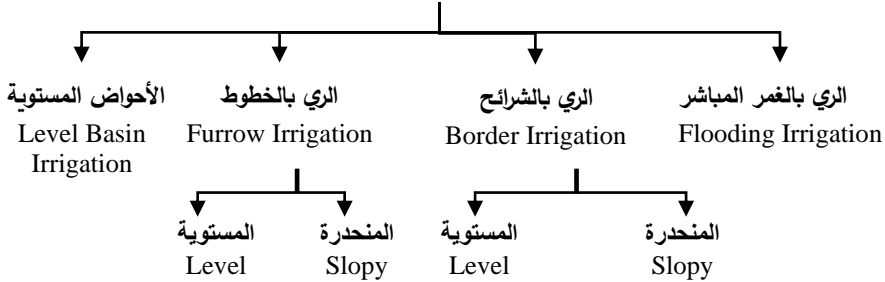 الري بالغمر المباشر
Flooding Irrigation
الري بالشرائح
Border Irrigation
الري بالخطوط
Furrow Irrigation
الأحواض المستوية
Level Basin
Irrigation
المنحدرة
Slopy
المستوية
Level
المنحدرة
Slopy
المستوية
Level